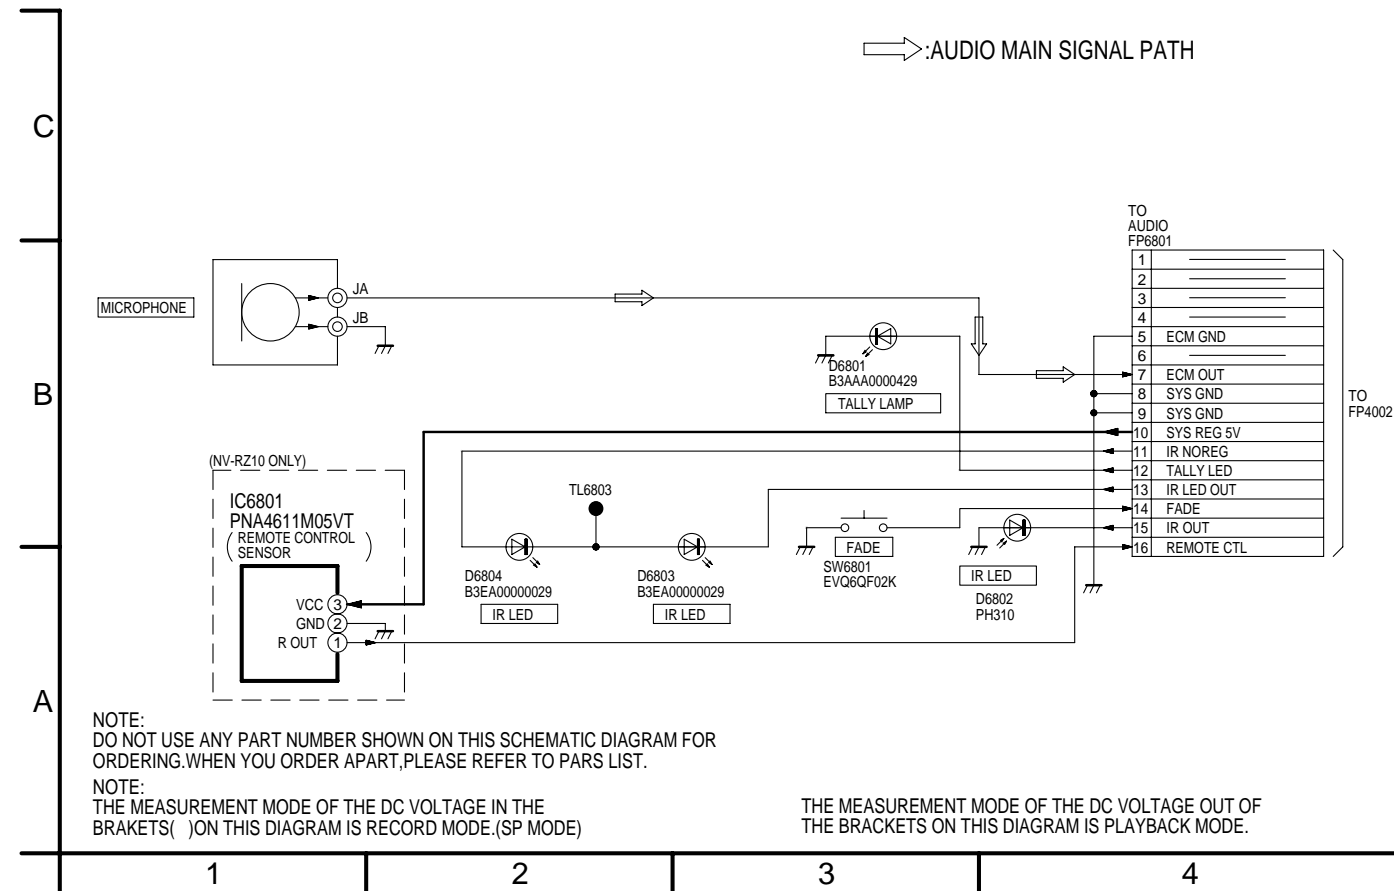 :AUDIO MAIN SIGNAL PATH
C
TO
AUDIO
FP6801
1
2
3
4
5 ECM GND
6
7 ECM OUT
8 SYS GND
9 SYS GND
10 SYS REG 5V
11 IR NOREG
12 TALLY LED
13 IR LED OUT
14 FADE
15 IR OUT
16 REMOTE CTL
TO
FP4002
MICROPHONE
JA
JB
D6801
B3AAA0000429
TALLY LAMP
B
(NV-RZ10 ONLY)
IC6801
PNA4611M05VT
( REMOTE CONTROL
SENSOR )
VCC 3
GND 2
R OUT 1
TL6803
D6804
B3EA00000029
IR LED
D6803
B3EA00000029
IR LED
FADE
SW6801
EVQ6QF02K
IR LED
D6802
PH310
A
NOTE:
DO NOT USE ANY PART NUMBER SHOWN ON THIS SCHEMATIC DIAGRAM FOR
ORDERING.WHEN YOU ORDER APART,PLEASE REFER TO PARS LIST.
NOTE:
THE MEASUREMENT MODE OF THE DC VOLTAGE IN THE
BRAKETS( )ON THIS DIAGRAM IS RECORD MODE.(SP MODE)
THE MEASUREMENT MODE OF THE DC VOLTAGE OUT OF
THE BRACKETS ON THIS DIAGRAM IS PLAYBACK MODE.
1 2 3 4